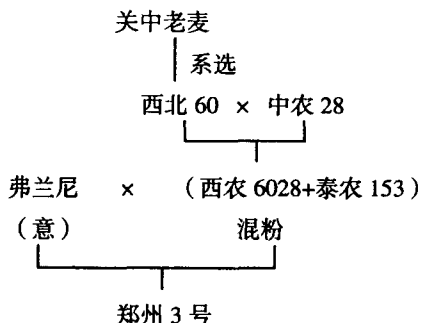 关中老麦
系选
西北 60 × 中农 28
弗兰尼 × （西农 6028+泰农 153）
（意） 混粉
郑州 3 号